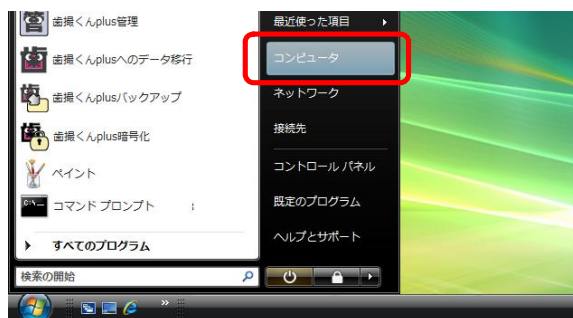 歯撮くんplus管理
歯撮くんplusへのデータ移行
歯撮くんplusバックアップ
歯撮くんplus暗号化
ペイント
コマンド プロンプト
すべてのプログラム
検索の開始
最近使った項目
コンピュータ
ネットワーク
接続先
コントロール パネル
既定のプログラム
ヘルプとサポート